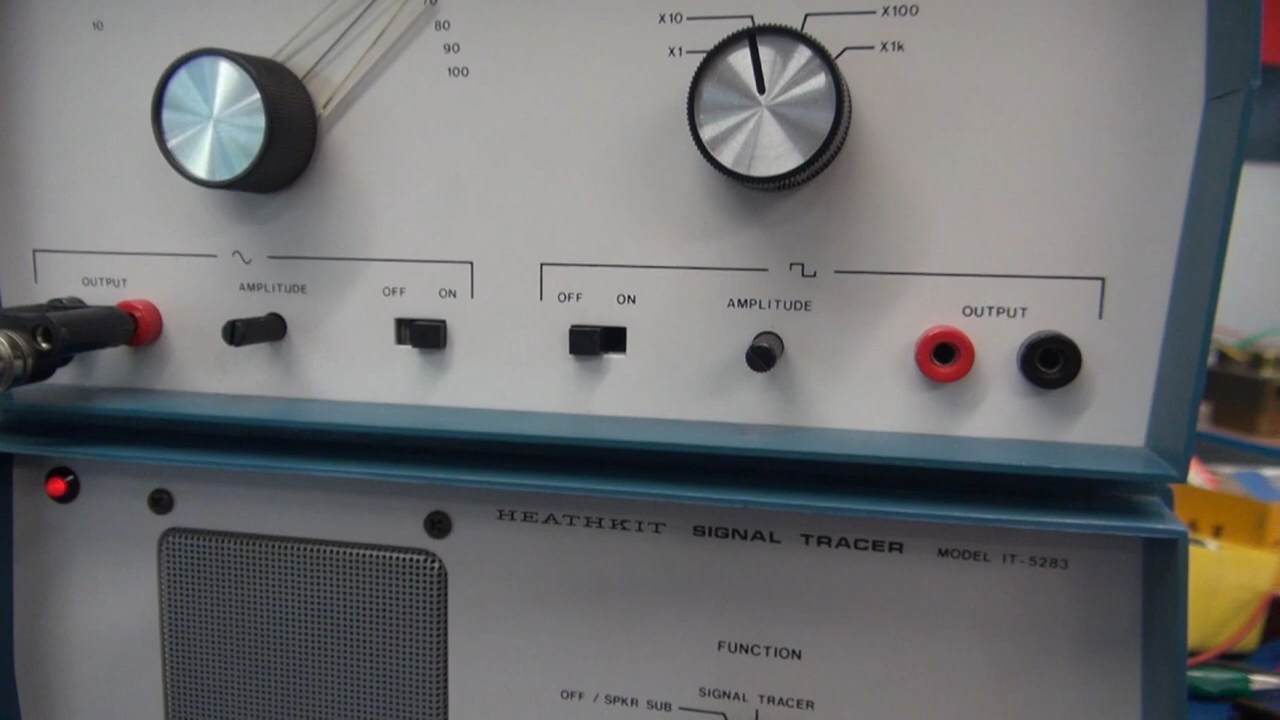 10
70
80
90
100
X10
X100
X1
X1k
OUTPUT
AMPLITUDE
OFF ON
OFF ON
AMPLITUDE
OUTPUT
HEATHKIT SIGNAL TRACER MODEL IT-5283
FUNCTION
OFF / SPKR SUB
SIGNAL TRACER